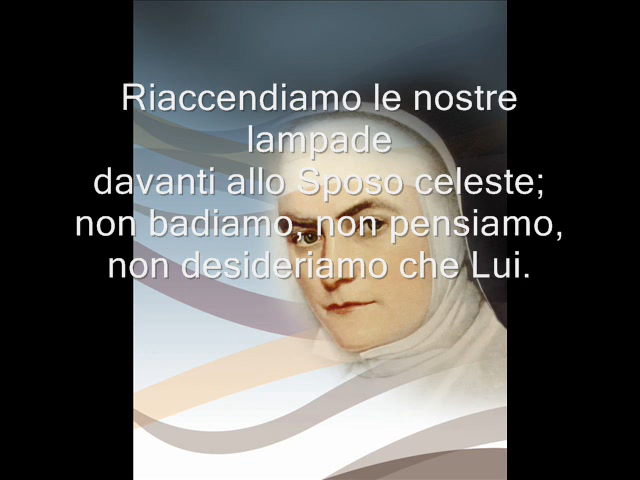 Riaccendiamo le nostre
lampade
davanti allo Sposo celeste;
non badiamo, non pensiamo,
non desideriamo che Lui.